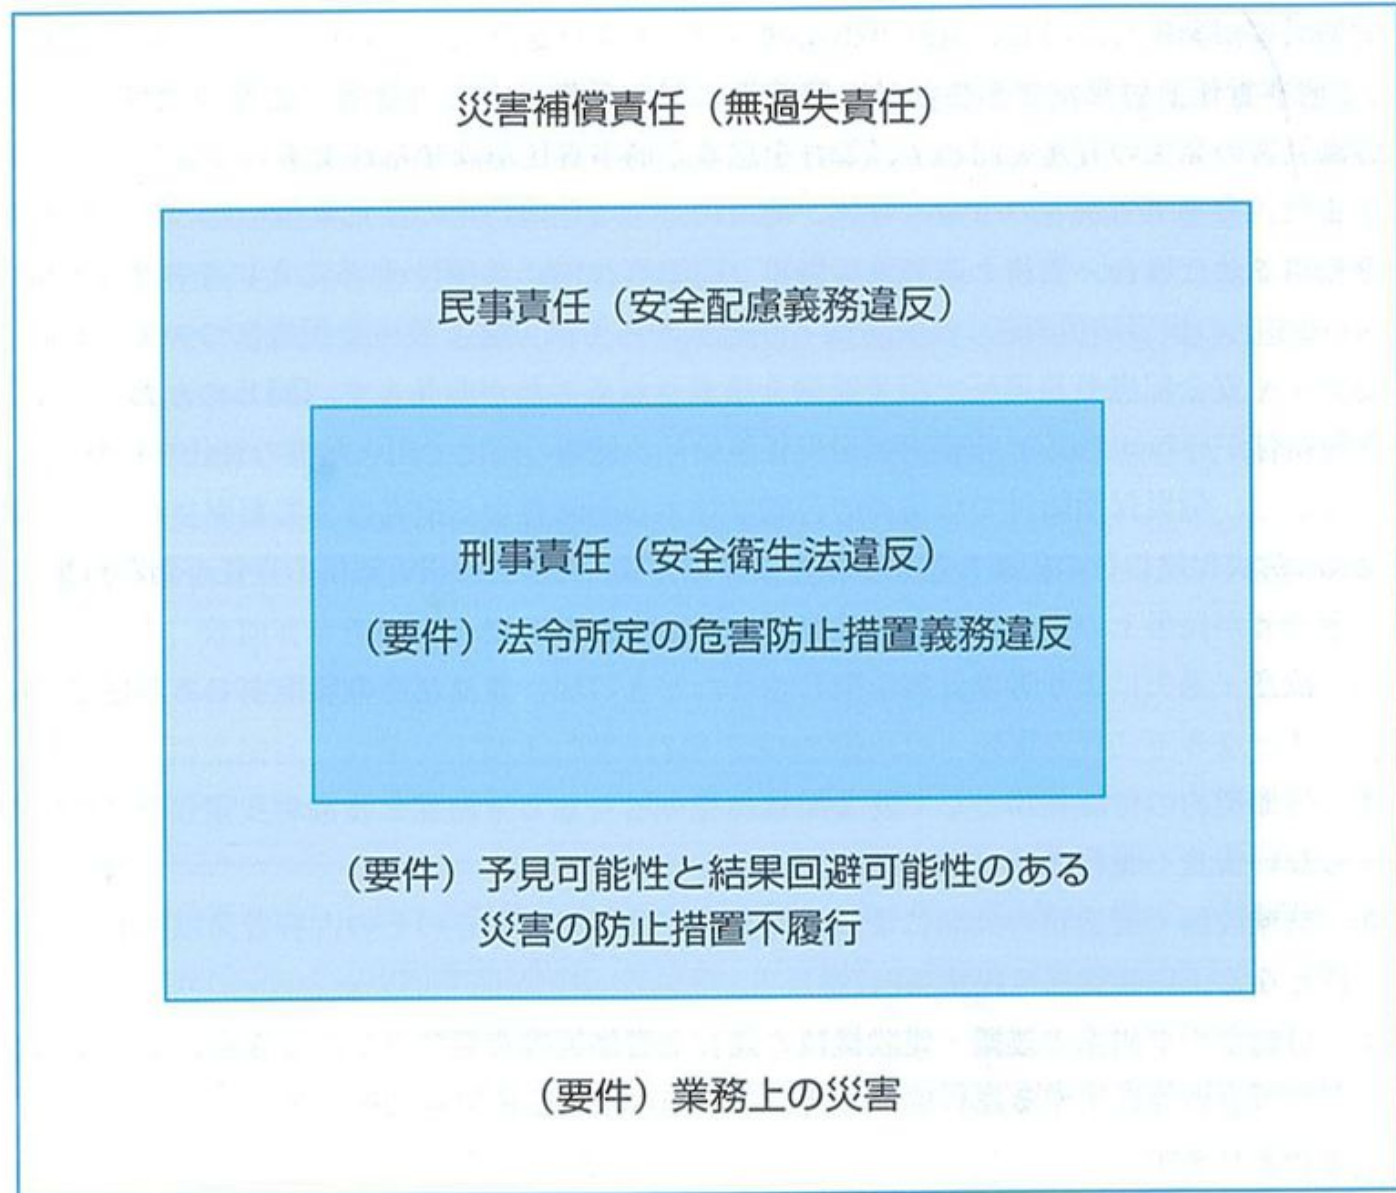 災害補償責任（無過失責任）
民事責任（安全配慮義務違反）
刑事責任（安全衛生法違反）
（要件）法令所定の危害防止措置義務違反
（要件）予見可能性と結果回避可能性のある
災害の防止措置不履行
（要件）業務上の災害